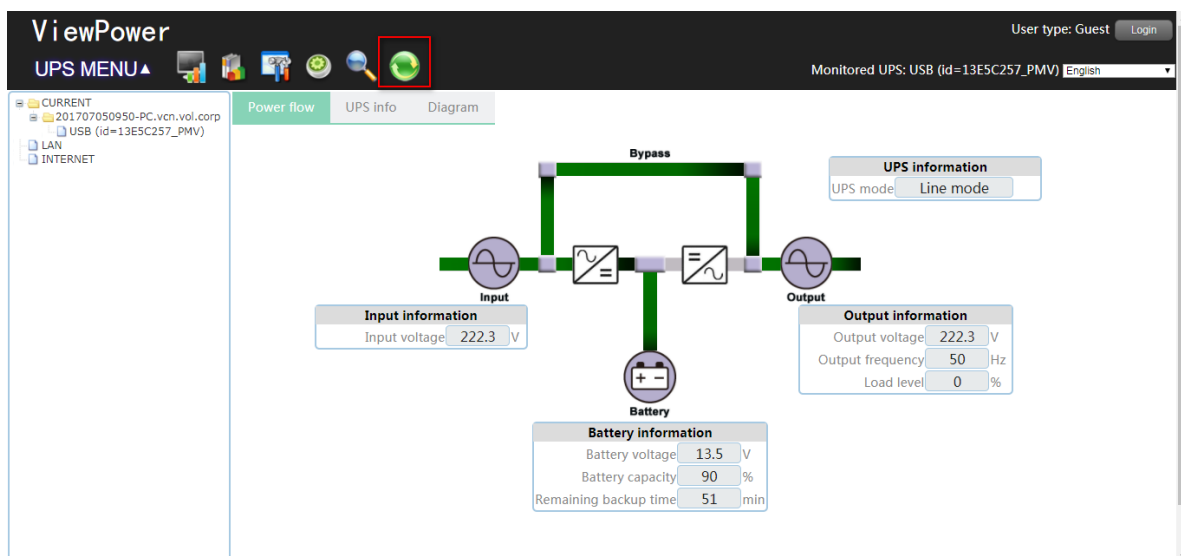 ViewPower
User type: Guest Login
UPS MENU▲
Monitored UPS: USB (id=13E5C257_PMV) English
CURRENT
201707050950-PC.vcn.vol.corp
USB (id=13E5C257_PMV)
LAN
INTERNET
Power flow UPS info Diagram
Bypass
UPS information
UPS mode Line mode
Input
Output
Input information
Input voltage 222.3 V
Output information
Output voltage 222.3 V
Output frequency 50 Hz
Load level 0 %
Battery
Battery information
Battery voltage 13.5 V
Battery capacity 90 %
Remaining backup time 51 min